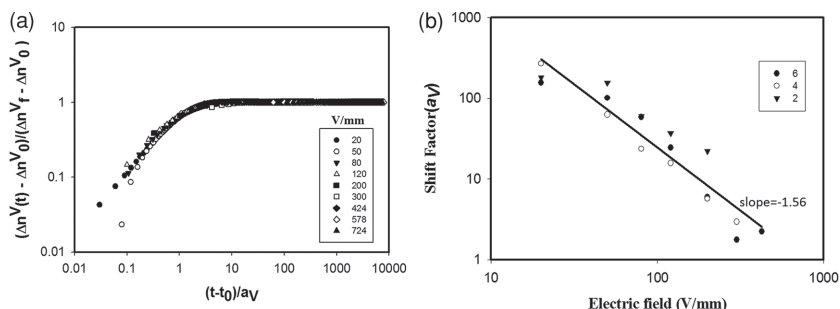 (a)
10
1
0.1
0.01
(Δn^V(t) - Δn^V_0)/(Δn^V_f - Δn^V_0)
V/mm
20
50
80
120
200
300
424
578
724
0.01 0.1 1 10 100 1000 10000
(t-t_0)/a_V
(b)
1000
100
10
1
Shift Factor(a_V)
6
4
2
slope=-1.56
10 100 1000
Electric field (V/mm)